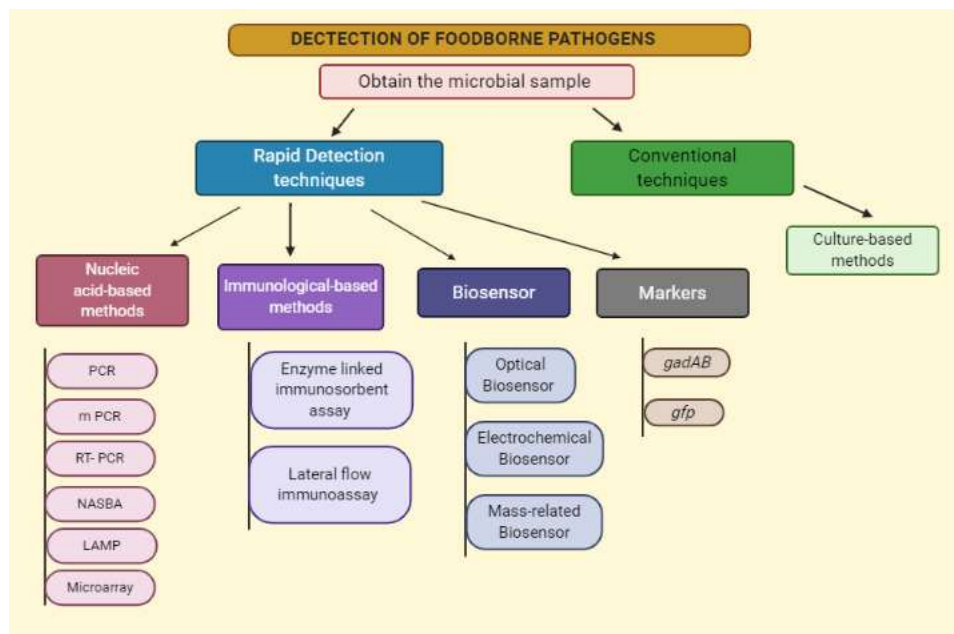 DECTECTION OF FOODBORNE PATHOGENS
Obtain the microbial sample
Rapid Detection
techniques
Conventional
techniques
Culture-based
methods
Nucleic
acid-based
methods
Immunological-based
methods
Biosensor
Markers
PCR
m PCR
RT- PCR
NASBA
LAMP
Microarray
Enzyme linked
immunosorbent
assay
Lateral flow
immunoassay
Optical
Biosensor
Electrochemical
Biosensor
Mass-related
Biosensor
gadAB
gfp